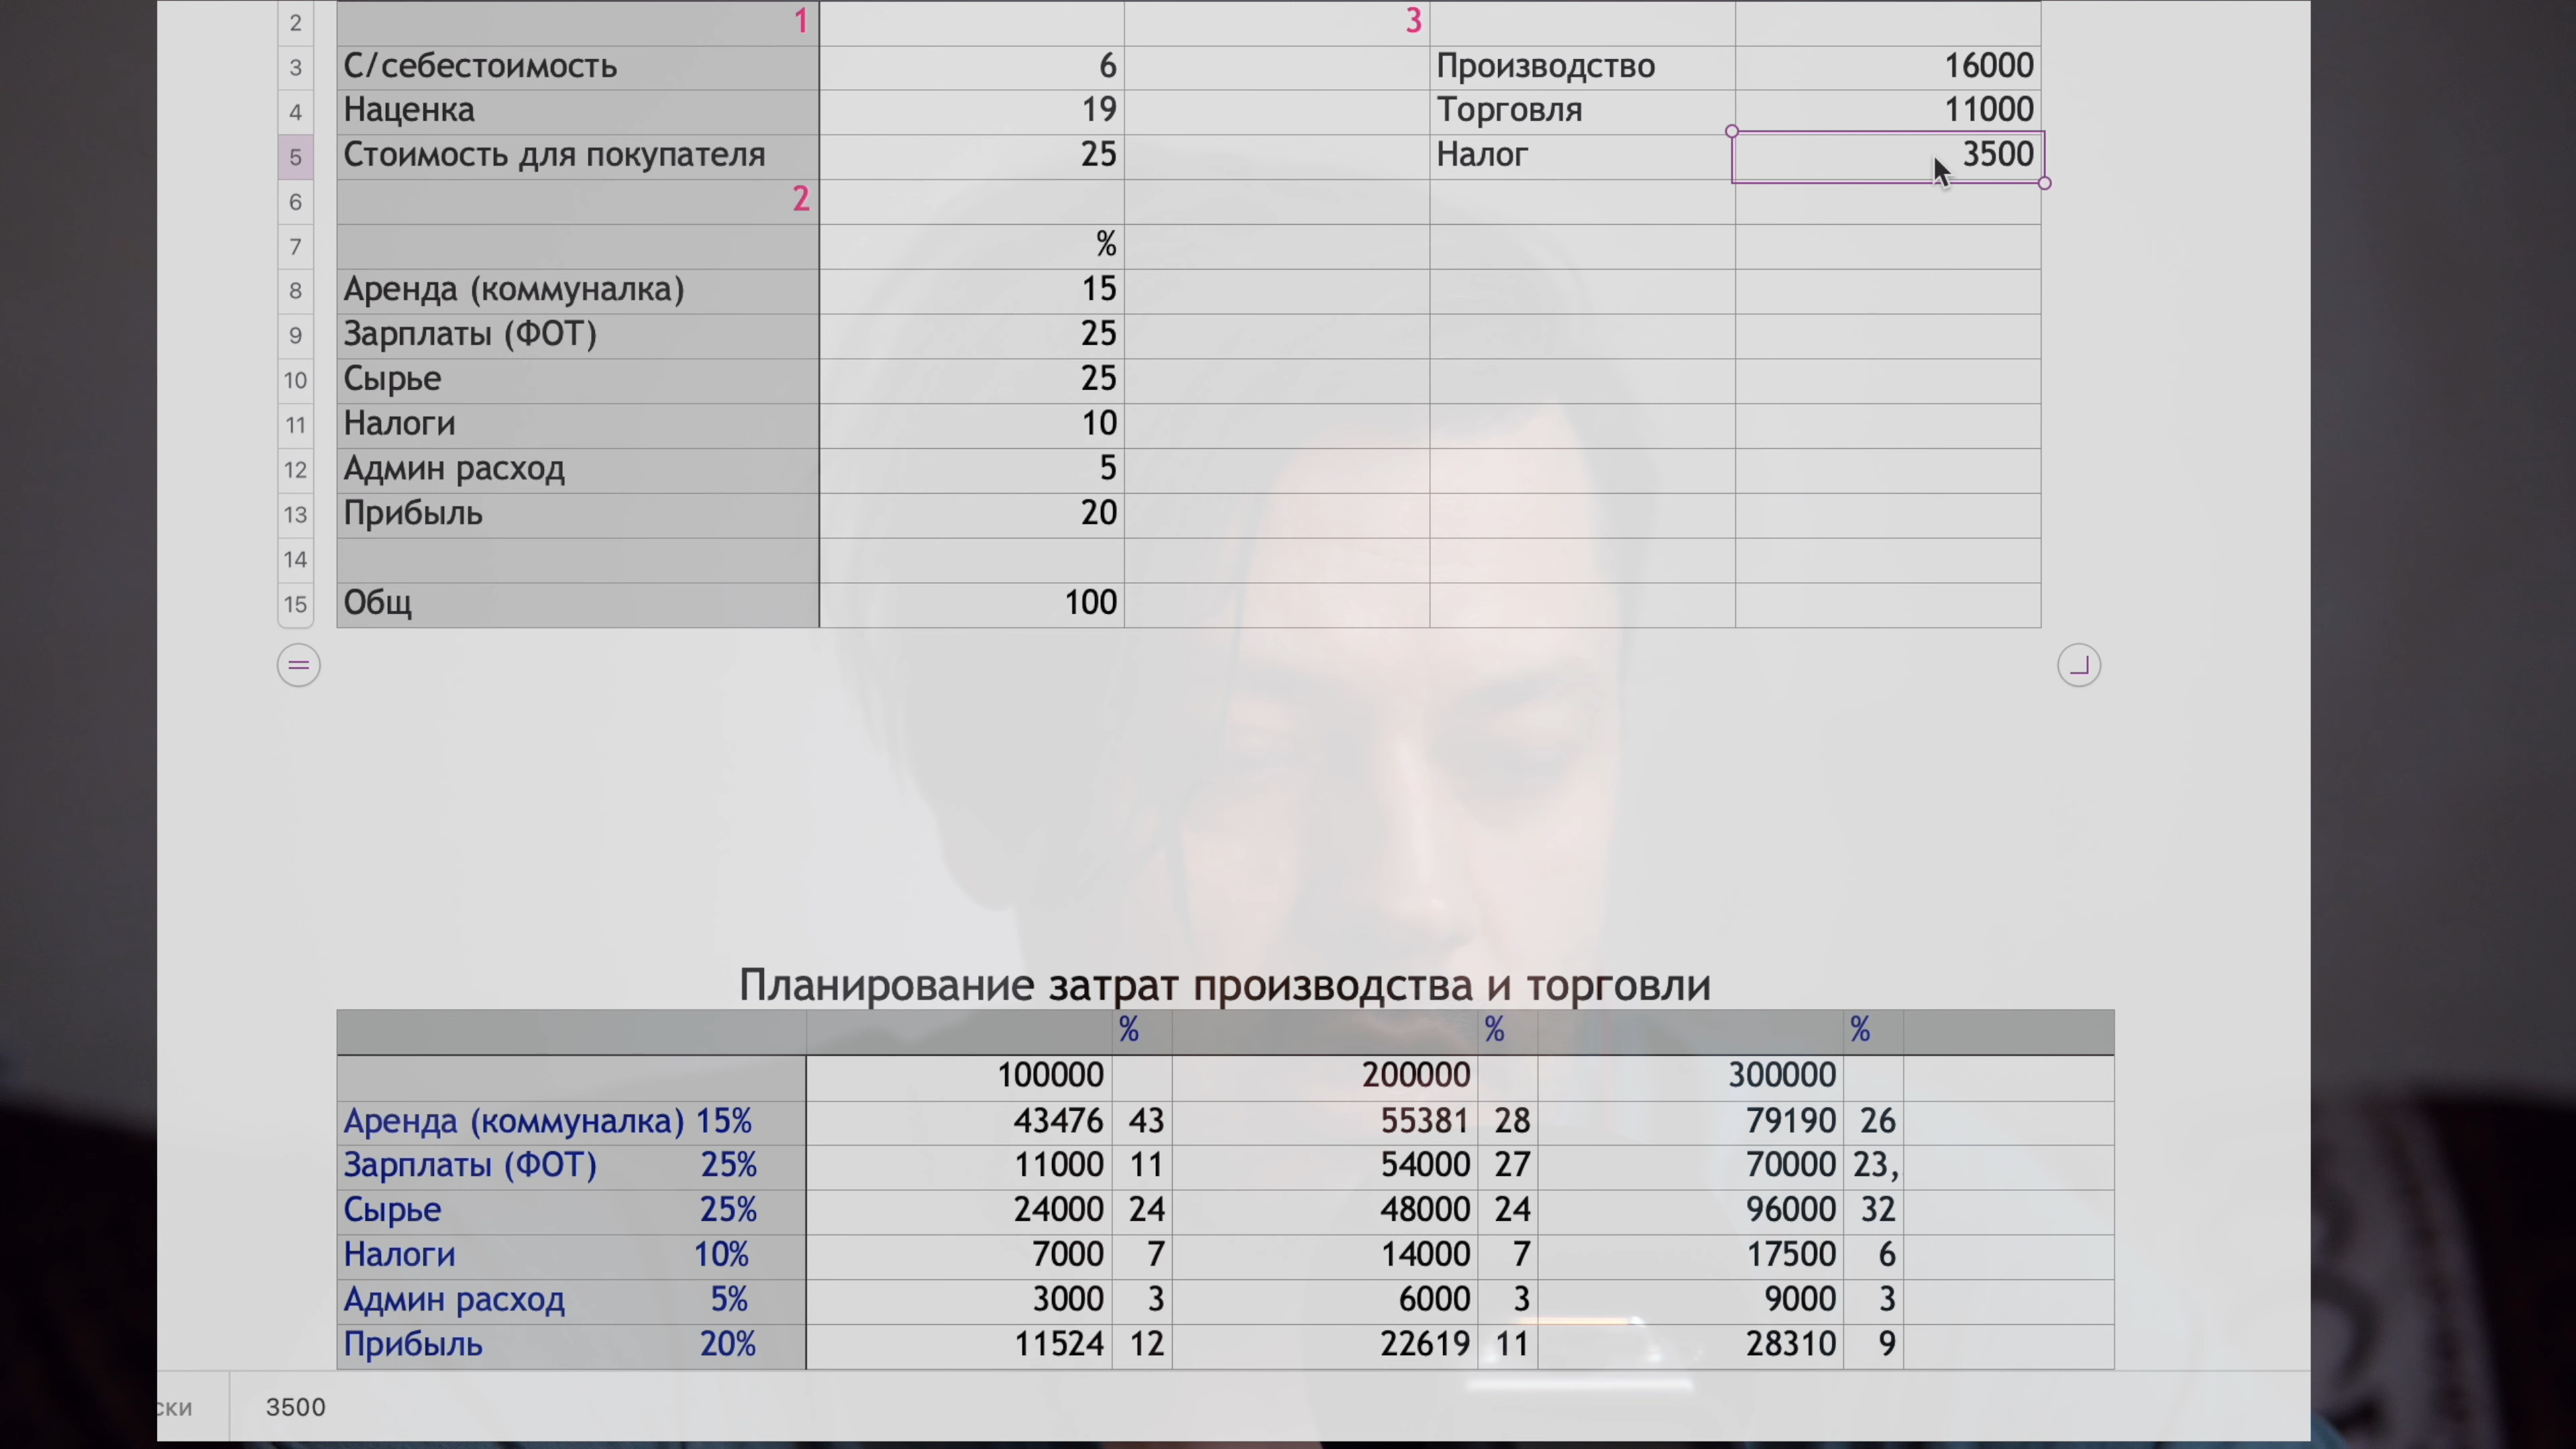 2 1 3
3 С/себестоимость 6 Производство 16000
4 Наценка 19 Торговля 11000
5 Стоимость для покупателя 25 Налог 3500
6 2
7 %
8 Аренда (коммуналка) 15
9 Зарплаты (ФОТ) 25
10 Сырье 25
11 Налоги 10
12 Админ расход 5
13 Прибыль 20
14
15 Общ 100
Планирование затрат производства и торговли
% % %
100000 200000 300000
Аренда (коммуналка) 15% 43476 43 55381 28 79190 26
Зарплаты (ФОТ) 25% 11000 11 54000 27 70000 23,
Сырье 25% 24000 24 48000 24 96000 32
Налоги 10% 7000 7 14000 7 17500 6
Админ расход 5% 3000 3 6000 3 9000 3
Прибыль 20% 11524 12 22619 11 28310 9
ски 3500